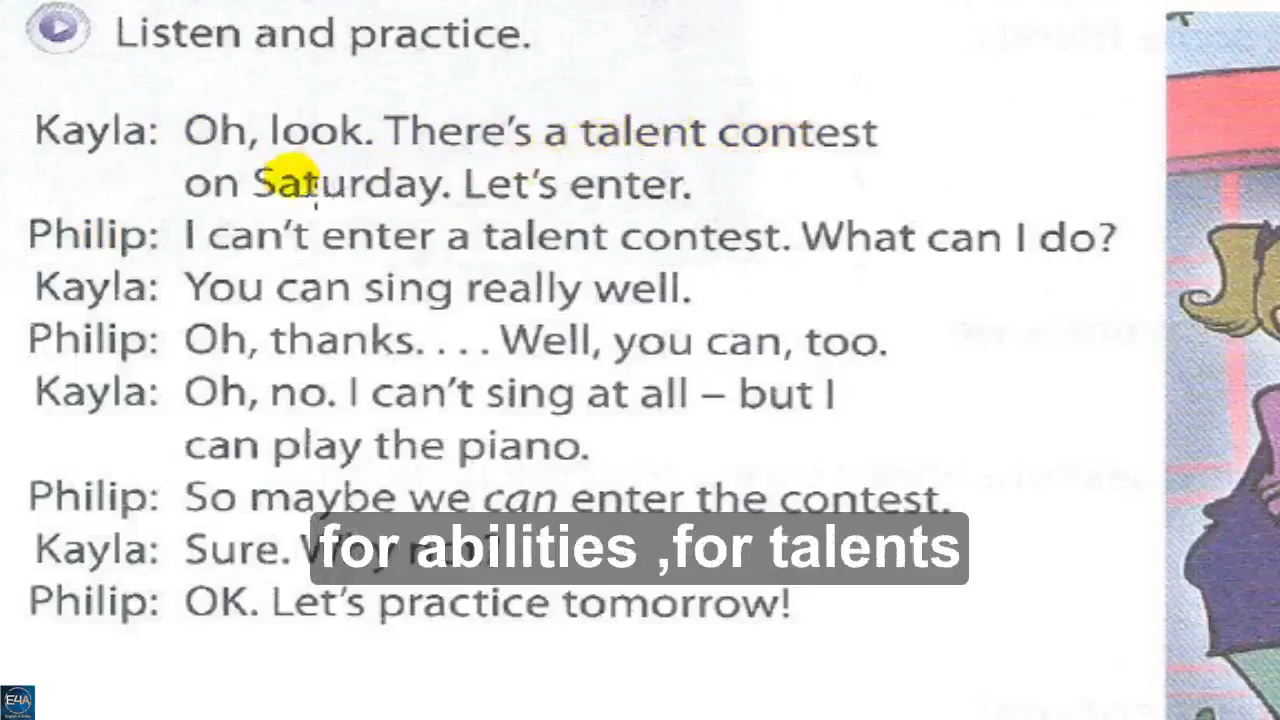 Listen and practice.
Kayla: Oh, look. There's a talent contest
on Saturday. Let's enter.
Philip: I can't enter a talent contest. What can I do?
Kayla: You can sing really well.
Philip: Oh, thanks. . . . Well, you can, too.
Kayla: Oh, no. I can't sing at all – but I
can play the piano.
Philip: So maybe we can enter the contest.
Kayla: Sure. Why not?
for abilities ,for talents
Philip: OK. Let's practice tomorrow!
E4A